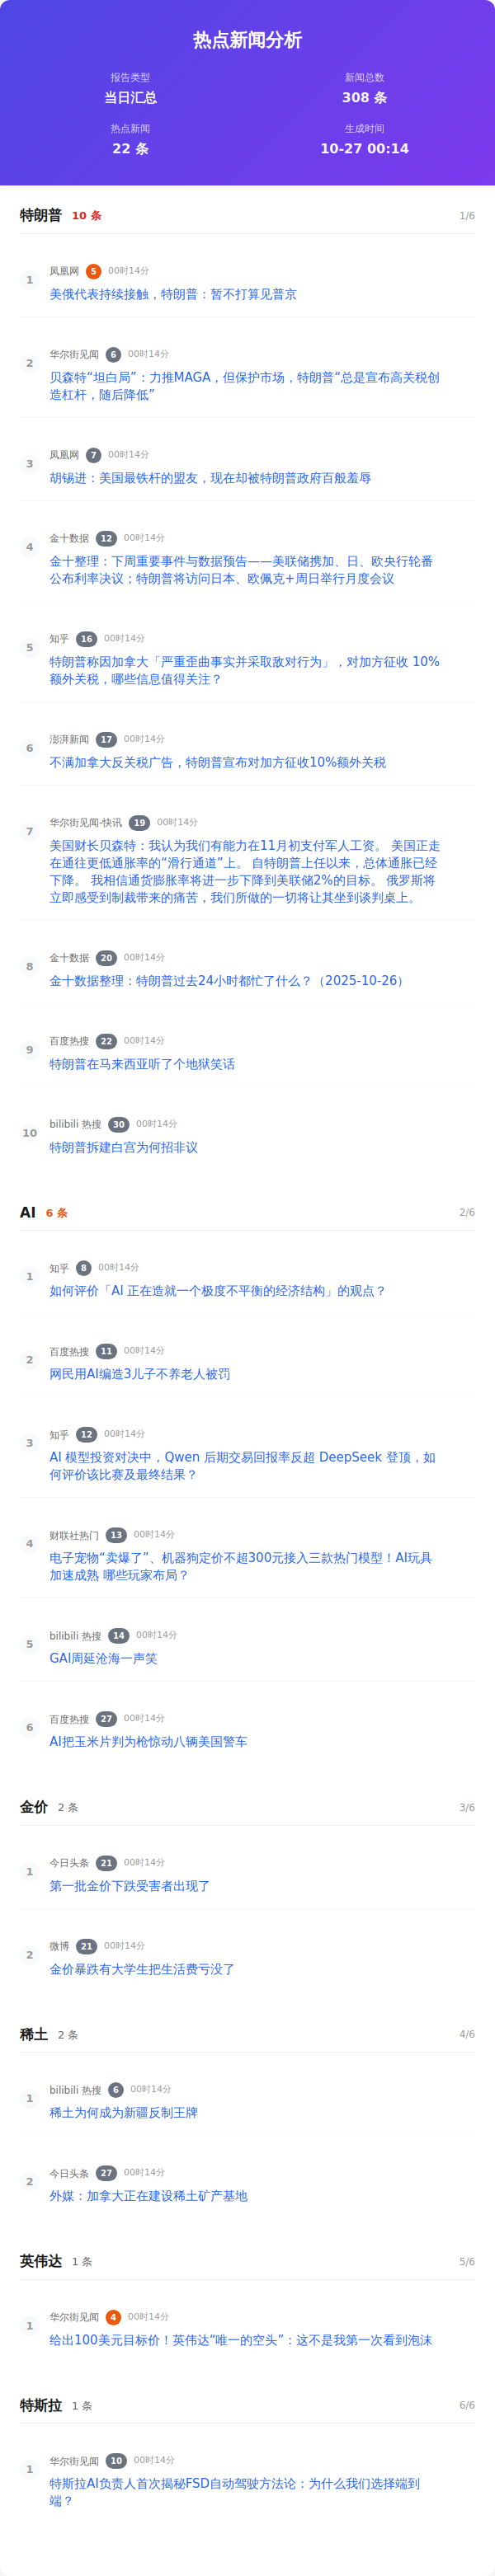 热点新闻分析
报告类型
新闻总数
当日汇总
308 条
热点新闻
生成时间
22 条
10-27 00:14
特朗普 10 条 1/6
1
凤凰网 5 00时14分
美俄代表持续接触，特朗普：暂不打算见普京
2
华尔街见闻 6 00时14分
贝森特“坦白局”：力推MAGA，但保护市场，特朗普“总是宣布高关税创
造杠杆，随后降低”
3
凤凰网 7 00时14分
胡锡进：美国最铁杆的盟友，现在却被特朗普政府百般羞辱
4
金十数据 12 00时14分
金十整理：下周重要事件与数据预告——美联储携加、日、欧央行轮番
公布利率决议；特朗普将访问日本、欧佩克+周日举行月度会议
5
知乎 16 00时14分
特朗普称因加拿大「严重歪曲事实并采取敌对行为」，对加方征收 10%
额外关税，哪些信息值得关注？
6
澎湃新闻 17 00时14分
不满加拿大反关税广告，特朗普宣布对加方征收10%额外关税
7
华尔街见闻-快讯 19 00时14分
美国财长贝森特：我认为我们有能力在11月初支付军人工资。 美国正走
在通往更低通胀率的“滑行通道”上。 自特朗普上任以来，总体通胀已经
下降。 我相信通货膨胀率将进一步下降到美联储2%的目标。 俄罗斯将
立即感受到制裁带来的痛苦，我们所做的一切将让其坐到谈判桌上。
8
金十数据 20 00时14分
金十数据整理：特朗普过去24小时都忙了什么？（2025-10-26）
9
百度热搜 22 00时14分
特朗普在马来西亚听了个地狱笑话
10
bilibili 热搜 30 00时14分
特朗普拆建白宫为何招非议
AI 6 条 2/6
1
知乎 8 00时14分
如何评价「AI 正在造就一个极度不平衡的经济结构」的观点？
2
百度热搜 11 00时14分
网民用AI编造3儿子不养老人被罚
3
知乎 12 00时14分
AI 模型投资对决中，Qwen 后期交易回报率反超 DeepSeek 登顶，如
何评价该比赛及最终结果？
4
财联社热门 13 00时14分
电子宠物“卖爆了”、机器狗定价不超300元接入三款热门模型！AI玩具
加速成熟 哪些玩家布局？
5
bilibili 热搜 14 00时14分
GAI周延沧海一声笑
6
百度热搜 27 00时14分
AI把玉米片判为枪惊动八辆美国警车
金价 2 条 3/6
1
今日头条 21 00时14分
第一批金价下跌受害者出现了
2
微博 21 00时14分
金价暴跌有大学生把生活费亏没了
稀土 2 条 4/6
1
bilibili 热搜 6 00时14分
稀土为何成为新疆反制王牌
2
今日头条 27 00时14分
外媒：加拿大正在建设稀土矿产基地
英伟达 1 条 5/6
1
华尔街见闻 4 00时14分
给出100美元目标价！英伟达“唯一的空头”：这不是我第一次看到泡沫
特斯拉 1 条 6/6
1
华尔街见闻 10 00时14分
特斯拉AI负责人首次揭秘FSD自动驾驶方法论：为什么我们选择端到
端？